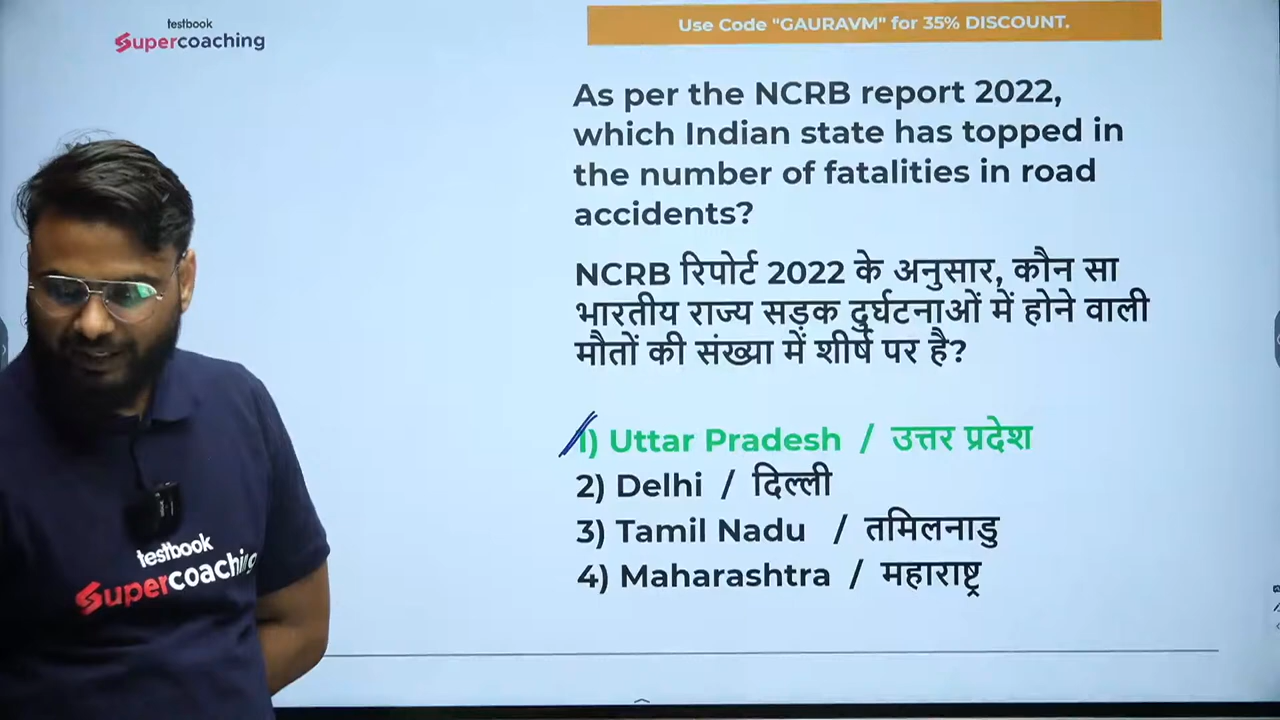 testbook
Supercoaching
Use Code "GAURAVM" for 35% DISCOUNT.
As per the NCRB report 2022,
which Indian state has topped in
the number of fatalities in road
accidents?
NCRB रिपोर्ट 2022 के अनुसार, कौन सा
भारतीय राज्य सड़क दुर्घटनाओं में होने वाली
मौतों की संख्या में शीर्ष पर है?
1) Uttar Pradesh / उत्तर प्रदेश
2) Delhi / दिल्ली
3) Tamil Nadu / तमिलनाडु
4) Maharashtra / महाराष्ट्र
testbook
Supercoaching